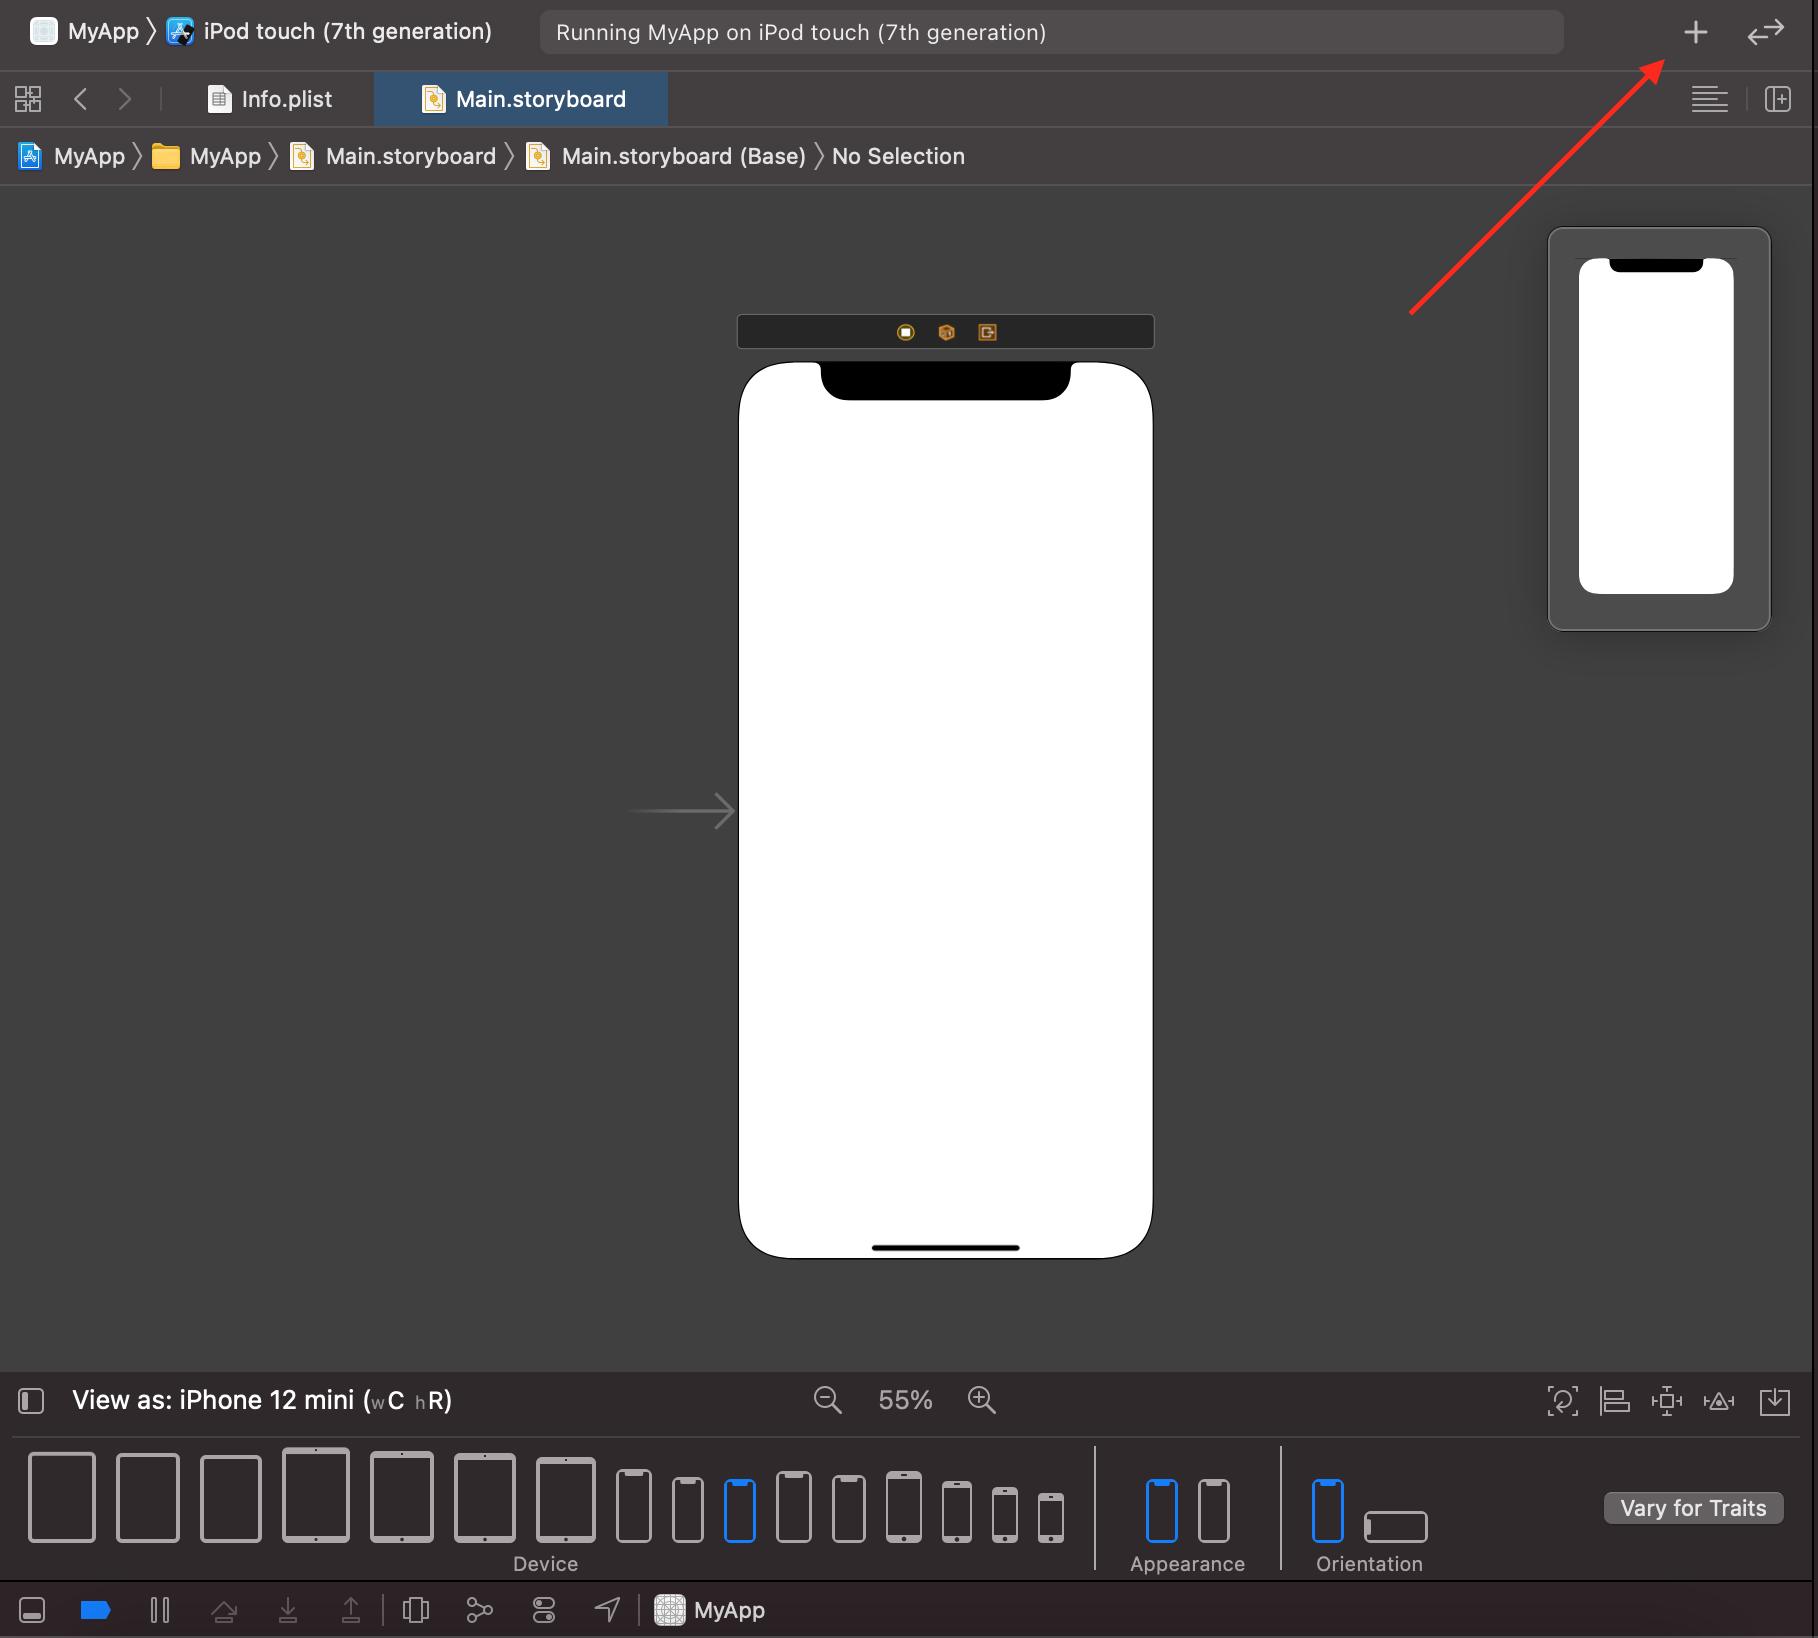 MyApp iPod touch (7th generation) Running MyApp on iPod touch (7th generation)
Info.plist Main.storyboard
MyApp MyApp Main.storyboard Main.storyboard (Base) No Selection
View as: iPhone 12 mini (wC hR) 55%
Vary for Traits
Device Appearance Orientation
MyApp